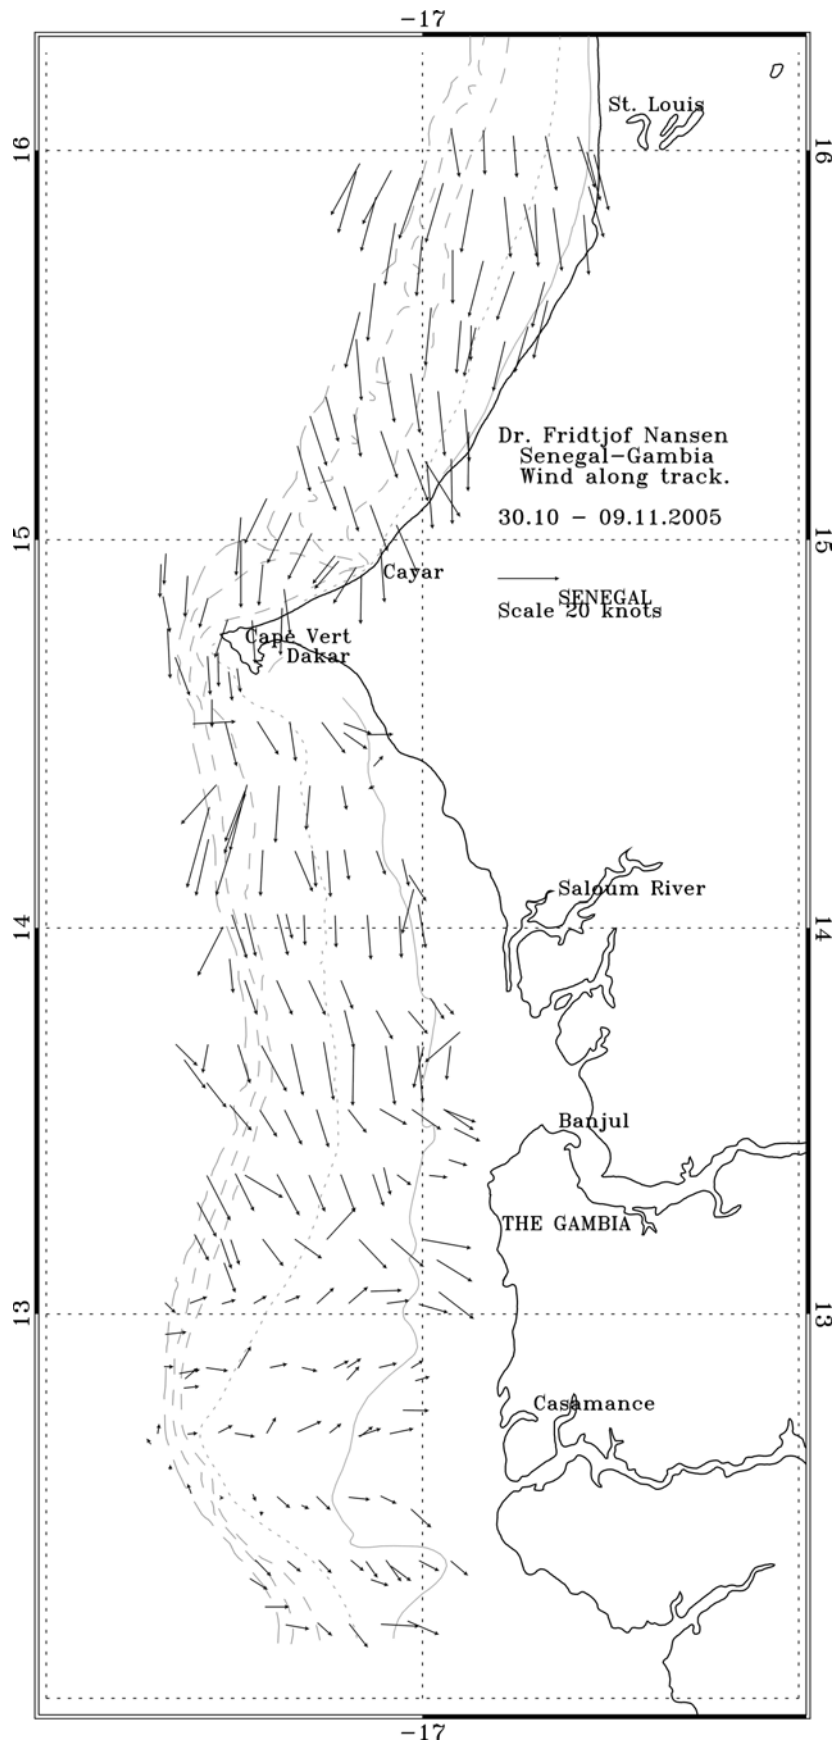 -17
St. Louis
16
16
Dr. Fridtjof Nansen
Senegal-Gambia
Wind along track.
30.10 - 09.11.2005
15
15
Cayar
SENEGAL
Scale 20 knots
Cape Vert
Dakar
Saloum River
14
14
Banjul
THE GAMBIA
13
13
Casamance
-17